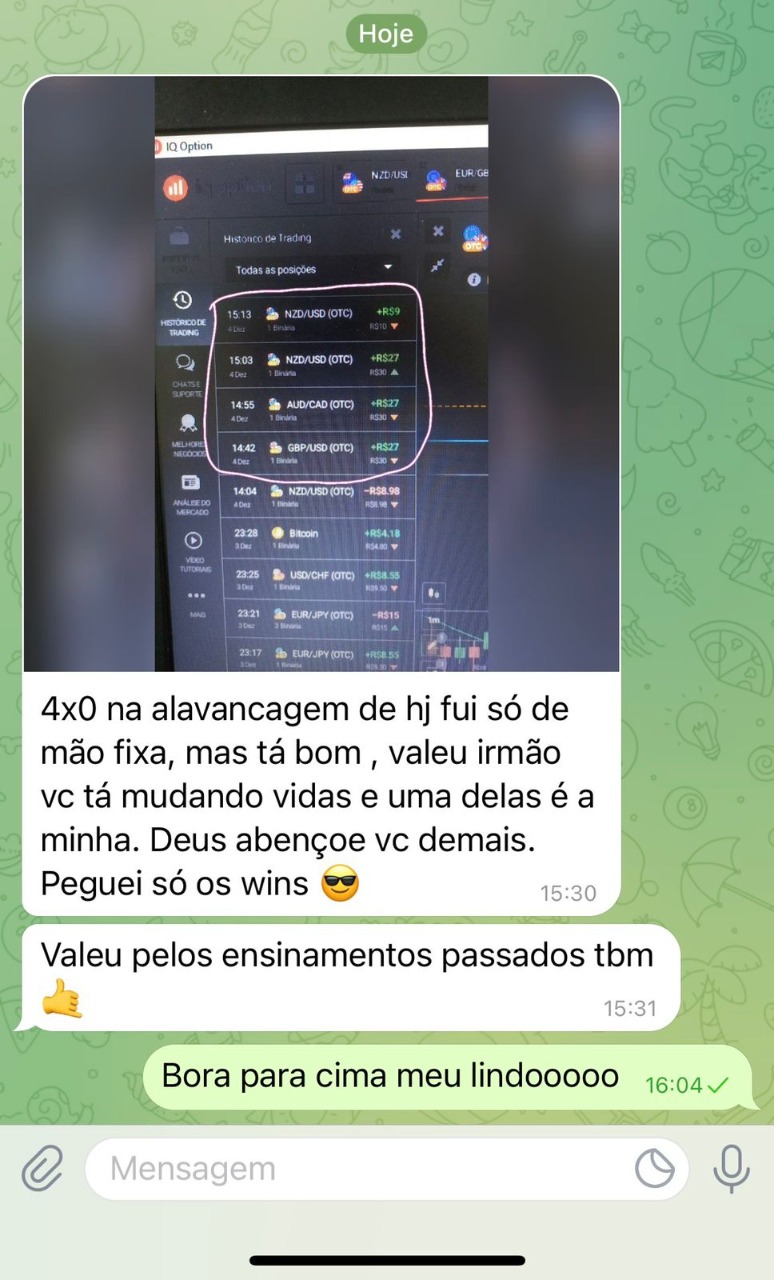 Hoje
IQ Option
NZD/USD
EUR/GB
Histórico de Trading
Todas as posições
HISTÓRICO DE
TRADING
CHATS E
SUPORTE
MELHORES
NEGÓCIOS
ANÁLISE DO
MERCADO
VÍDEO
TUTORIAIS
MAIS
15:13 NZD/USD (OTC) +R$9
4 Dez 1 Binária R$10
15:03 NZD/USD (OTC) +R$27
4 Dez 1 Binária R$30
14:55 AUD/CAD (OTC) +R$27
4 Dez 1 Binária R$30
14:42 GBP/USD (OTC) +R$27
4 Dez 1 Binária R$30
14:04 NZD/USD (OTC) -R$8.98
4 Dez 1 Binária R$8.98
23:28 Bitcoin +R$4.18
3 Dez 1 Binária
23:25 USD/CHF (OTC) +R$8.55
3 Dez 1 Binária R$9.50
23:21 EUR/JPY (OTC) -R$15
3 Dez 3 Binária R$15
23:17 EUR/JPY (OTC) +R$8.55
3 Dez 1 Binária R$9.50
OTC
1m
4x0 na alavancagem de hj fui só de
mão fixa, mas tá bom , valeu irmão
vc tá mudando vidas e uma delas é a
minha. Deus abençoe vc demais.
Peguei só os wins 😎
15:30
Valeu pelos ensinamentos passados tbm
🤙
15:31
Bora para cima meu lindooooo 16:04
Mensagem